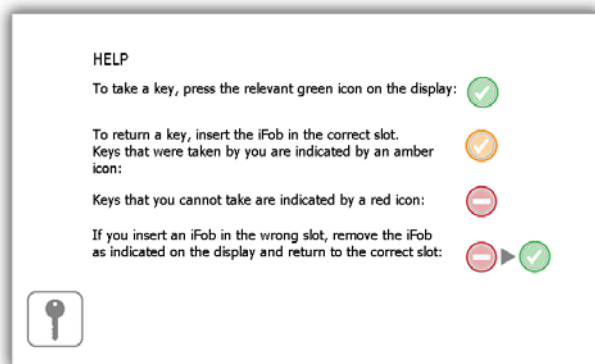 HELP
To take a key, press the relevant green icon on the display:
To return a key, insert the iFob in the correct slot.
Keys that were taken by you are indicated by an amber
icon:
Keys that you cannot take are indicated by a red icon:
If you insert an iFob in the wrong slot, remove the iFob
as indicated on the display and return to the correct slot: